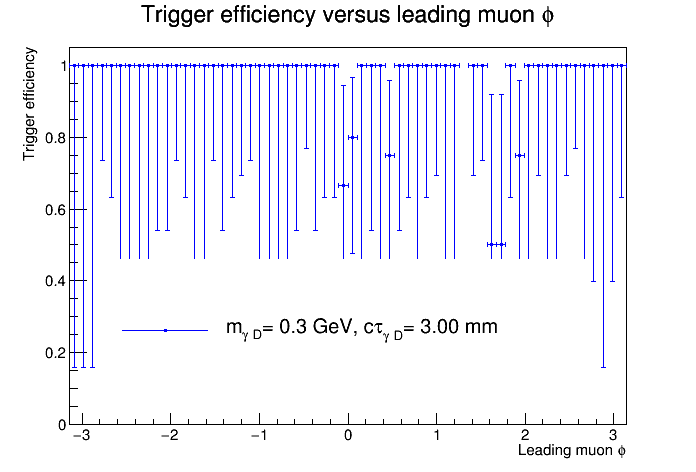 Trigger efficiency versus leading muon ϕ
Trigger efficiency
1
0.8
0.6
0.4
0.2
0
mγ D= 0.3 GeV, cτγ D= 3.00 mm
−3 −2 −1 0 1 2 3
Leading muon ϕ